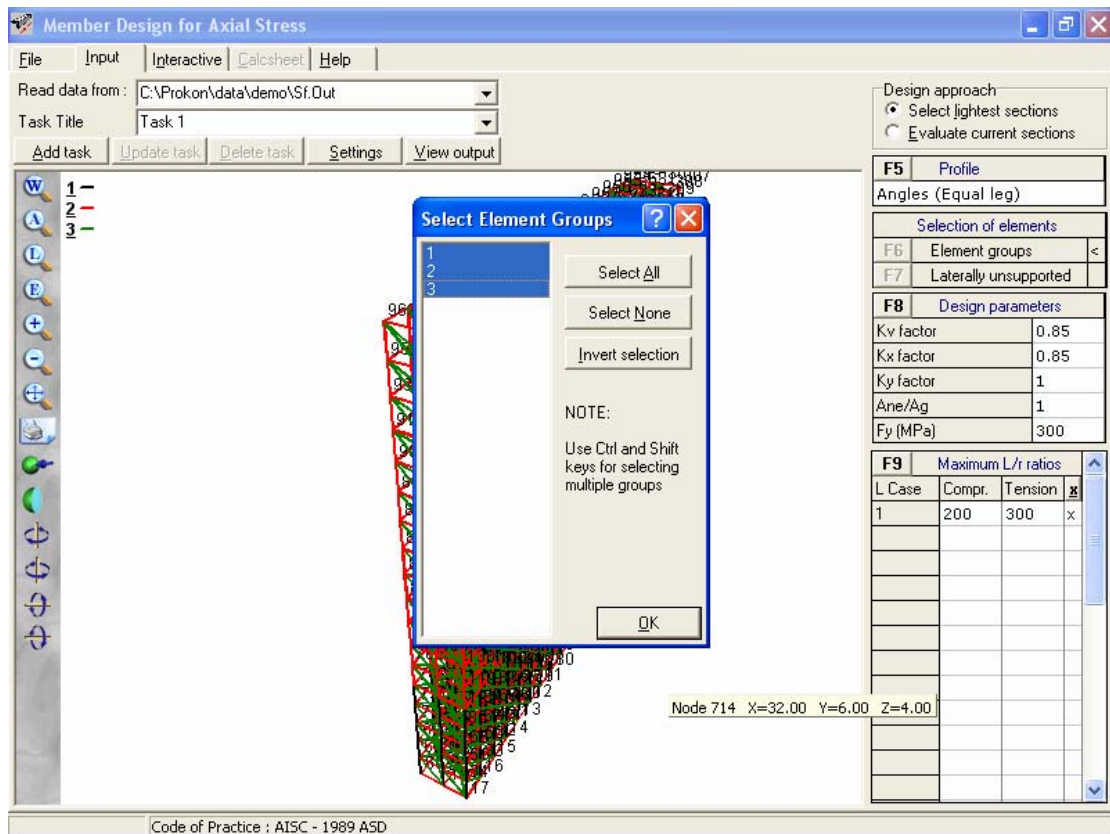 Member Design for Axial Stress
File Input Interactive Calcsheet Help
Read data from : C:\Prokon\data\demo\Sf.Out
Task Title Task 1
Add task Update task Delete task Settings View output
Design approach
Select lightest sections
Evaluate current sections
F5 Profile
Angles (Equal leg)
Selection of elements
F6 Element groups <
F7 Laterally unsupported
F8 Design parameters
Kv factor 0.85
Kx factor 0.85
Ky factor 1
Ane/Ag 1
Fy (MPa) 300
F9 Maximum L/r ratios
L Case Compr. Tension x
1 200 300 x
W
A
L
E
1
2
3
Select Element Groups
1
2
3
Select All
Select None
Invert selection
NOTE:
Use Ctrl and Shift
keys for selecting
multiple groups
OK
Node 714 X=32.00 Y=6.00 Z=4.00
Code of Practice : AISC - 1989 ASD